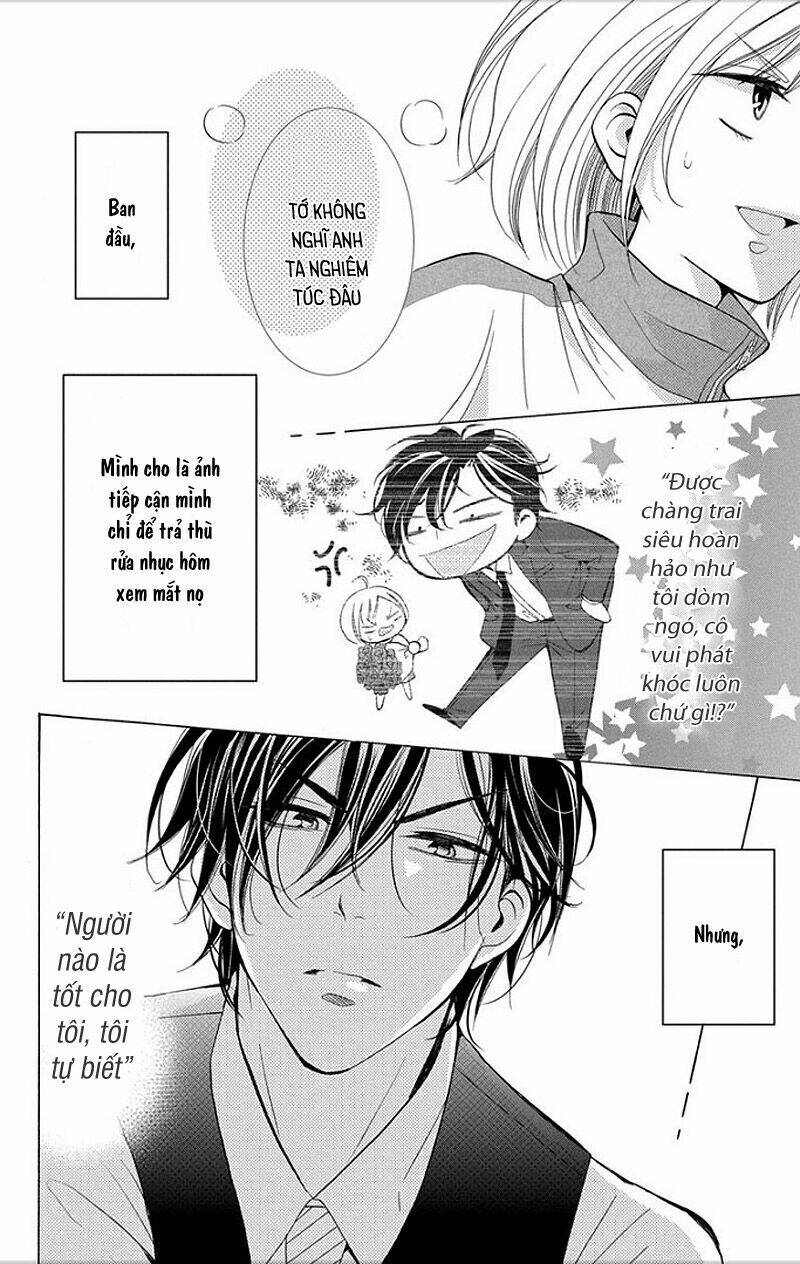 TỚ KHÔNG
NGHĨ ANH
TA NGHIÊM
TÚC ĐÂU
Ban
đầu,
Mình cho là ảnh
tiếp cận mình
chỉ để trả thù
rửa nhục hôm
xem mắt nọ
“Được
chàng trai
siêu hoàn
hảo như
tôi dòm
ngó, cô
vui phát
khóc luôn
chứ gì!?”
Nhưng,
“Người
nào là
tốt cho
tôi, tôi
tự biết”